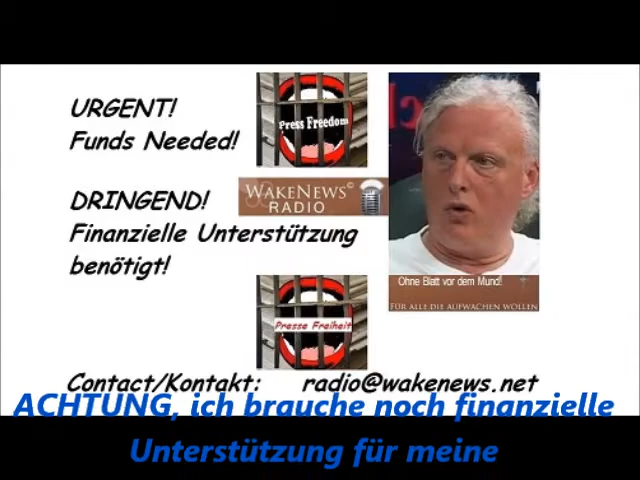 URGENT!
Funds Needed!
Press Freedom
DRINGEND!
Finanzielle Unterstützung
benötigt!
WAKENEWS©
RADIO
Ohne Blatt vor dem Mund!
FÜR ALLE, DIE AUFWACHEN WOLLEN
Presse Freiheit
Contact/Kontakt: radio@wakenews.net
ACHTUNG, ich brauche noch finanzielle
Unterstützung für meine